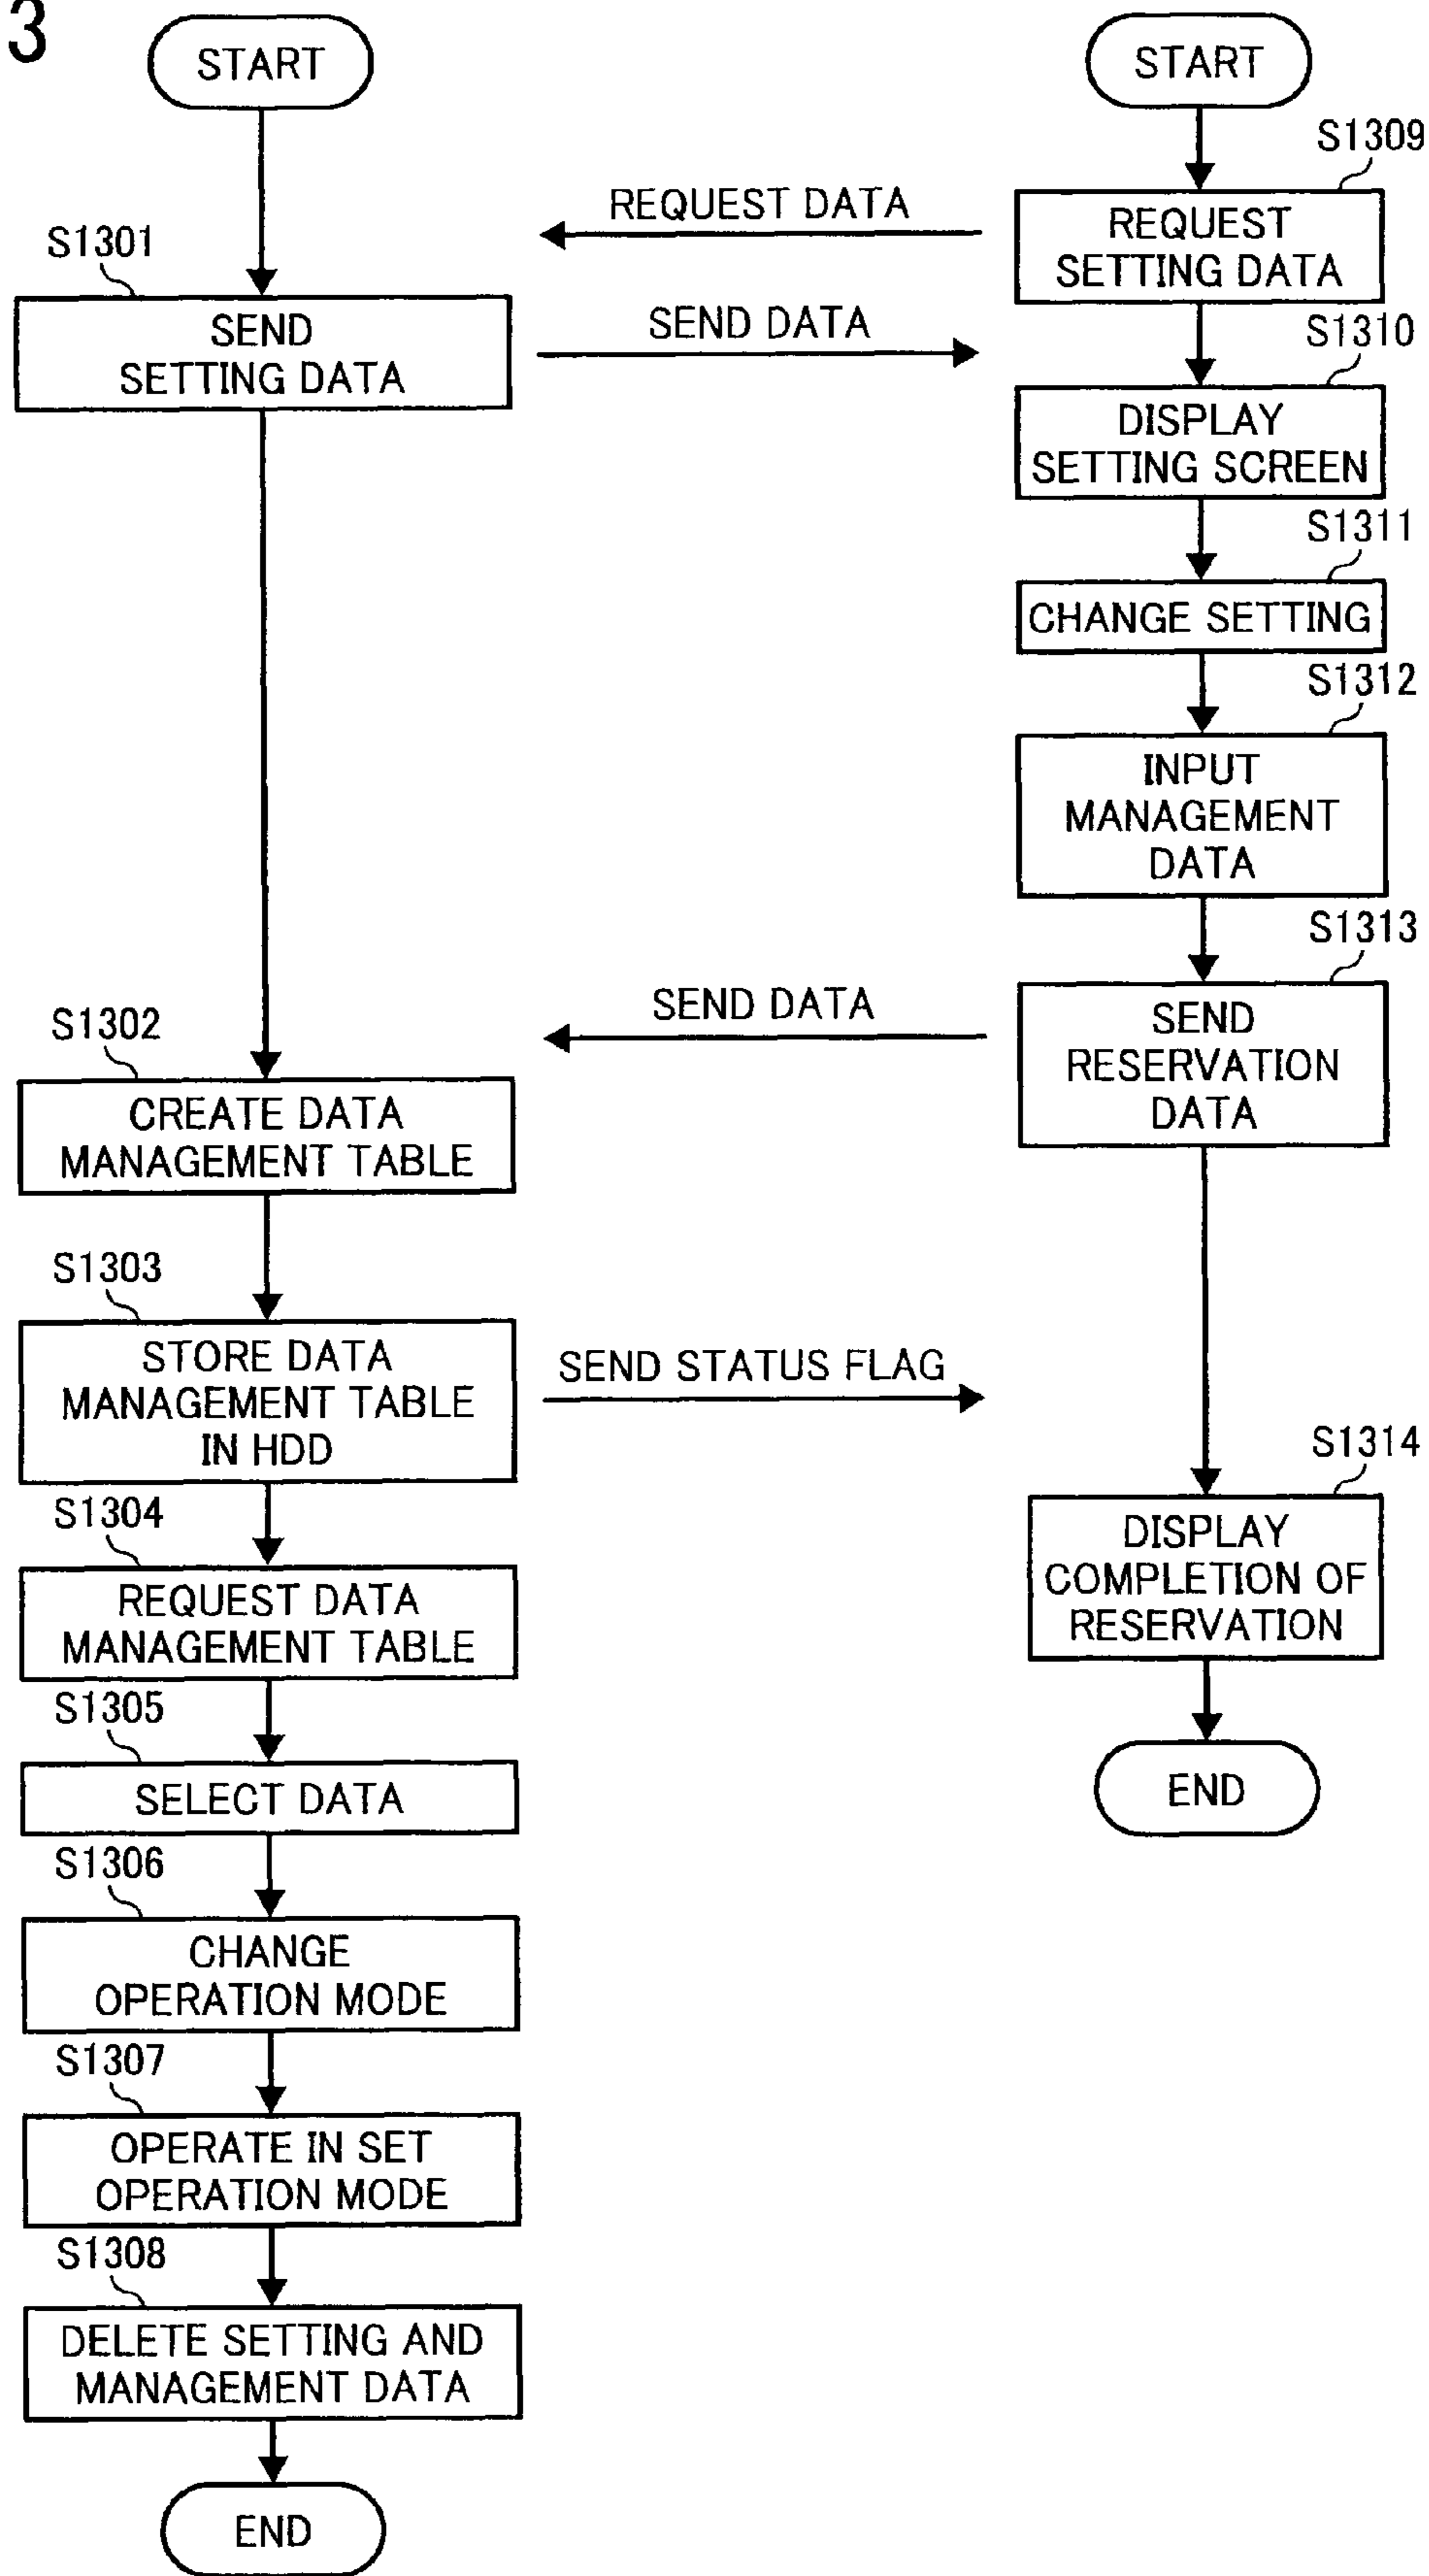 3
START
S1301
SEND
SETTING DATA
S1302
CREATE DATA
MANAGEMENT TABLE
S1303
STORE DATA
MANAGEMENT TABLE
IN HDD
S1304
REQUEST DATA
MANAGEMENT TABLE
S1305
SELECT DATA
S1306
CHANGE
OPERATION MODE
S1307
OPERATE IN SET
OPERATION MODE
S1308
DELETE SETTING AND
MANAGEMENT DATA
END
REQUEST DATA
SEND DATA
SEND DATA
SEND STATUS FLAG
START
S1309
REQUEST
SETTING DATA
S1310
DISPLAY
SETTING SCREEN
S1311
CHANGE SETTING
S1312
INPUT
MANAGEMENT
DATA
S1313
SEND
RESERVATION
DATA
S1314
DISPLAY
COMPLETION OF
RESERVATION
END